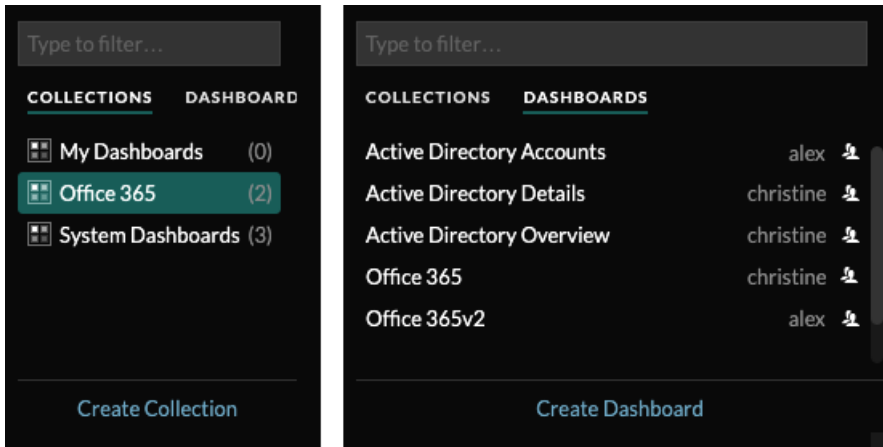 Type to filter...
COLLECTIONS DASHBOARD
My Dashboards (0)
Office 365 (2)
System Dashboards (3)
Create Collection
Type to filter...
COLLECTIONS DASHBOARDS
Active Directory Accounts alex
Active Directory Details christine
Active Directory Overview christine
Office 365 christine
Office 365v2 alex
Create Dashboard